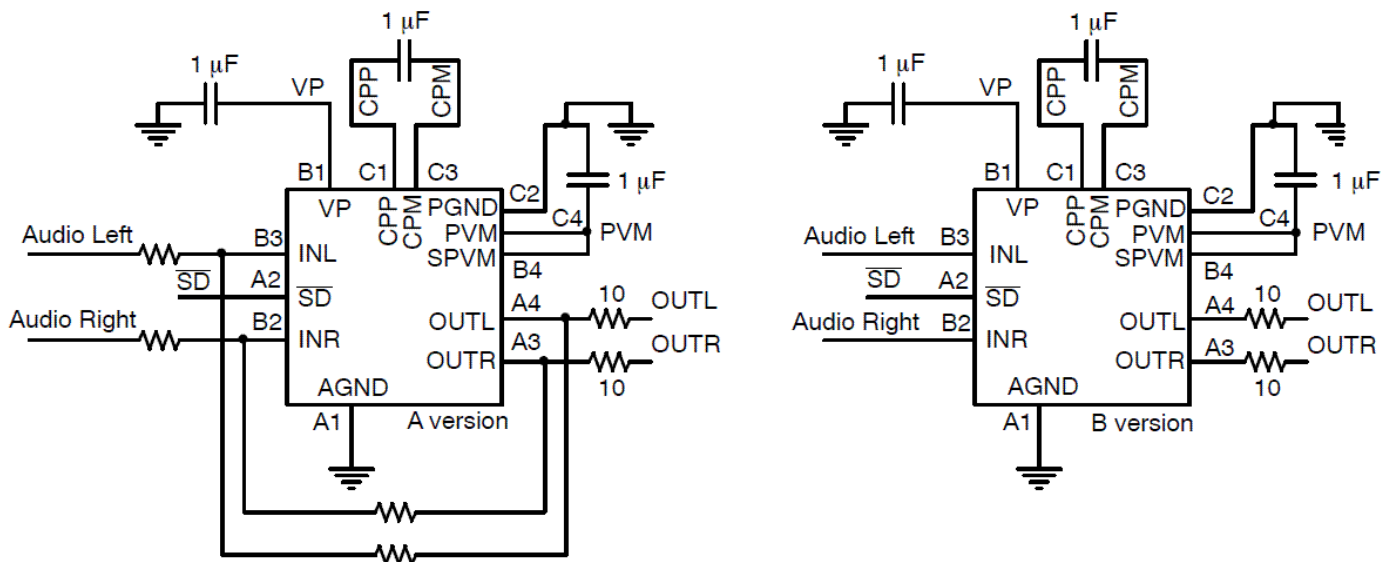 1 µF
1 µF
VP
CPP
CPM
B1
C1
C3
C2
1 µF
VP
CPP
CPM
PGND
C4
PVM
PVM
SPVM
B4
Audio Left
B3
INL
SD
A2
SD
Audio Right
B2
INR
A4
10
OUTL
OUTL
A3
OUTR
OUTR
10
AGND
A1
A version
1 µF
1 µF
VP
CPP
CPM
B1
C1
C3
C2
1 µF
VP
CPP
CPM
PGND
C4
PVM
PVM
SPVM
B4
Audio Left
B3
INL
SD
A2
SD
Audio Right
B2
INR
A4
10
OUTL
OUTL
A3
OUTR
OUTR
10
AGND
A1
B version